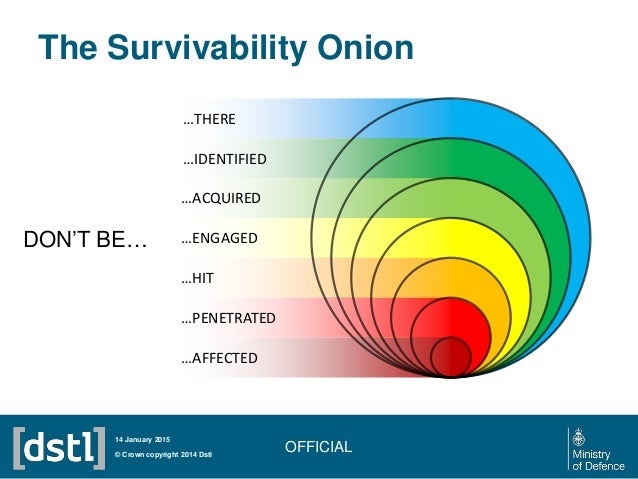 The Survivability Onion
…THERE
…IDENTIFIED
…ACQUIRED
DON’T BE…
…ENGAGED
…HIT
…PENETRATED
…AFFECTED
[dstl]
14 January 2015
© Crown copyright 2014 Dstl
OFFICIAL
Ministry
of Defence